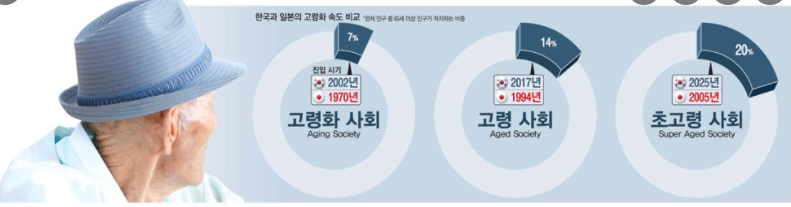 한국과 일본의 고령화 속도 비교 *전체 인구 중 65세 이상 인구가 차지하는 비중
7%
진입 시기
2002년
1970년
고령화 사회
Aging Society
14%
2017년
1994년
고령 사회
Aged Society
20%
2025년
2005년
초고령 사회
Super Aged Society